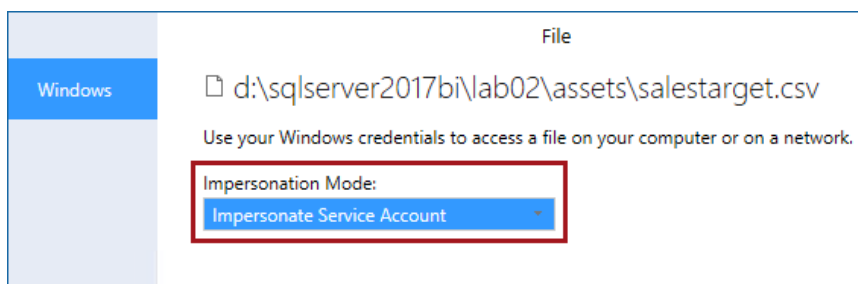 File
Windows
d:\sqlserver2017bi\lab02\assets\salestarget.csv
Use your Windows credentials to access a file on your computer or on a network.
Impersonation Mode:
Impersonate Service Account